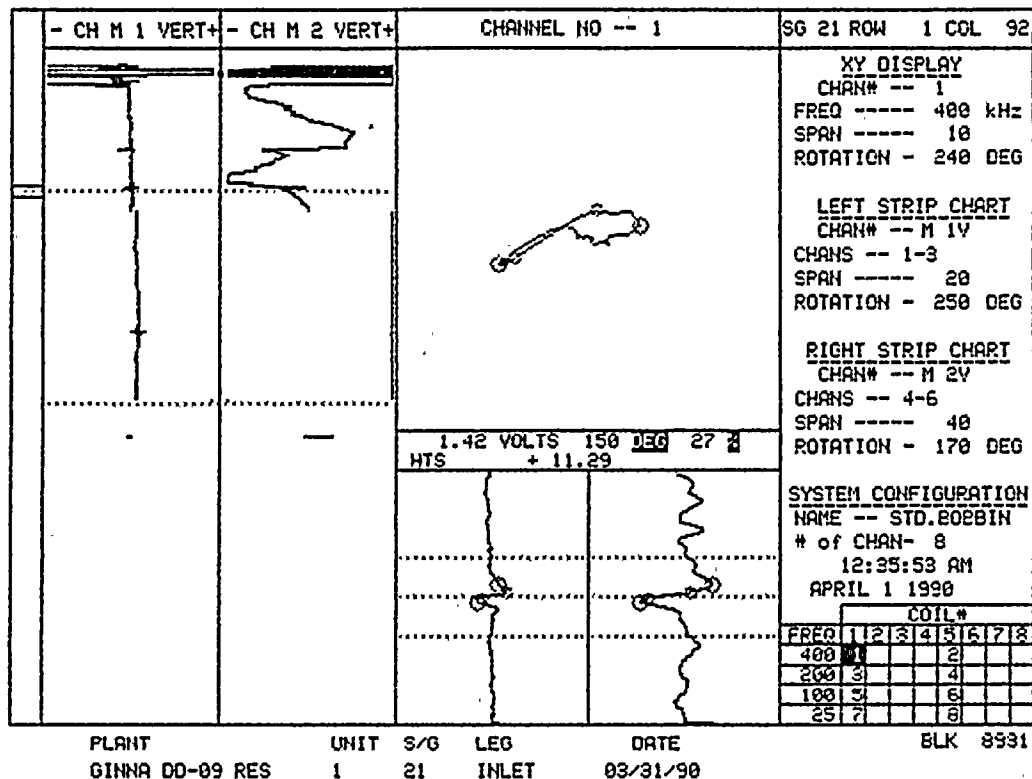 - CH M 1 VERT+
- CH M 2 VERT+
CHANNEL NO -- 1
SG 21 ROW 1 COL 92
XY DISPLAY
CHAN# -- 1
FREQ ----- 400 kHz
SPAN ----- 10
ROTATION - 240 DEG
LEFT STRIP CHART
CHAN# -- M 1V
CHANS -- 1-3
SPAN ----- 20
ROTATION - 250 DEG
RIGHT STRIP CHART
CHAN# -- M 2V
CHANS -- 4-6
SPAN ----- 40
ROTATION - 170 DEG
1.42 VOLTS 150 DEG 27 %
HTS + 11.29
SYSTEM CONFIGURATION
NAME -- STD.BOBBIN
# of CHAN- 8
12:35:53 AM
APRIL 1 1990
COIL#
FREQ 1 2 3 4 5 6 7 8
400 1 2
200 3 4
100 5 6
25 7 8
PLANT UNIT S/G LEG DATE BLK 8931
GINNA DD-09 RES 1 21 INLET 03/31/90